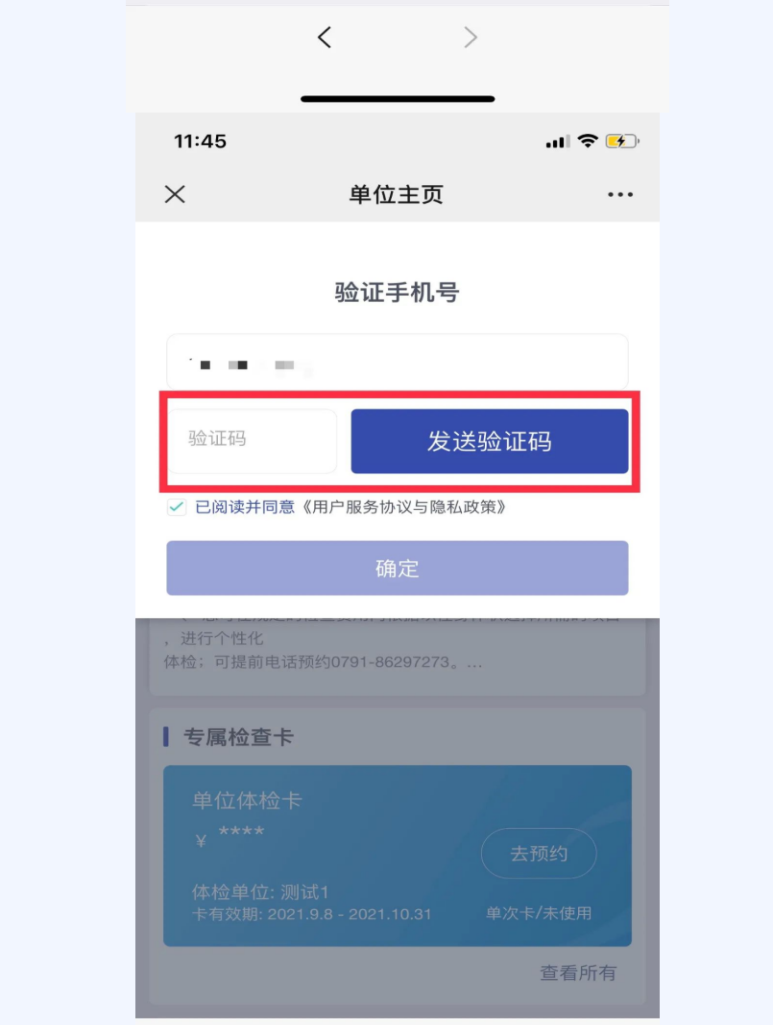 11:45
单位主页
验证手机号
验证码
发送验证码
已阅读并同意《用户服务协议与隐私政策》
确定
，进行个性化
体检；可提前电话预约0791-86297273。...
专属检查卡
单位体检卡
￥ ****
去预约
体检单位: 测试1
卡有效期: 2021.9.8 - 2021.10.31
单次卡/未使用
查看所有